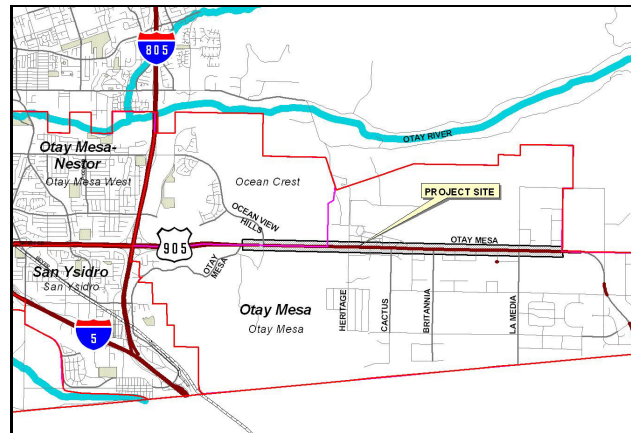 805
OTAY RIVER
Otay Mesa-
Nestor
Otay Mesa West
Ocean Crest
PROJECT SITE
OCEAN VIEW
HILLS
OTAY MESA
905
OTAY
MESA
San Ysidro
San Ysidro
Otay Mesa
Otay Mesa
HERITAGE
CACTUS
BRITANNIA
LA MEDIA
5